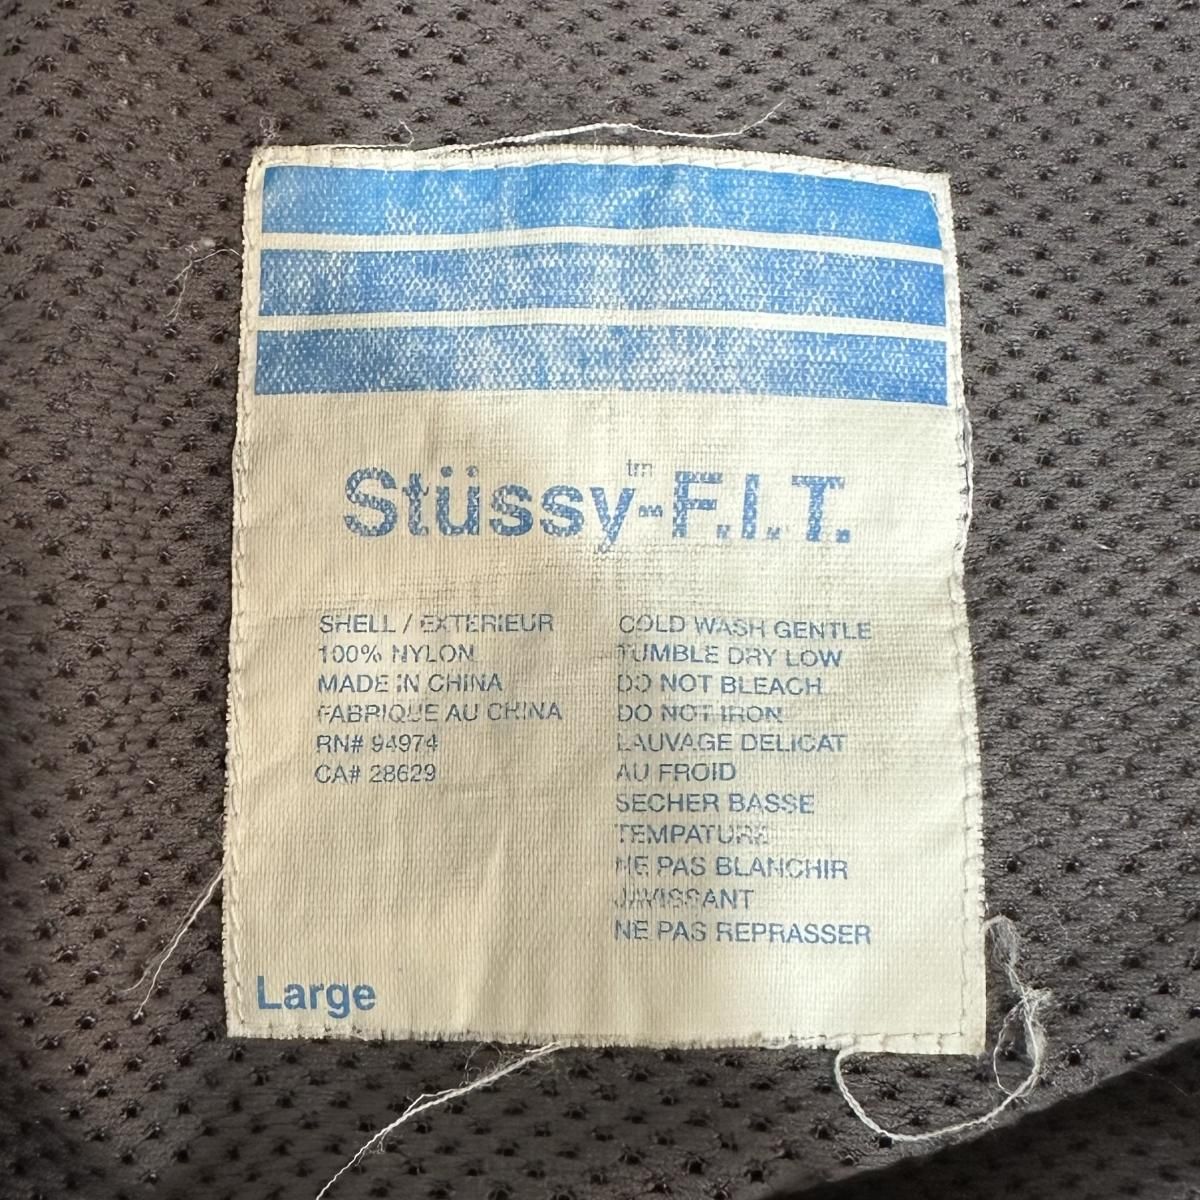 Stüssy-F.I.T.
tm
SHELL / EXTERIEUR
100% NYLON
MADE IN CHINA
FABRIQUE AU CHINA
RN# 94974
CA# 28629
COLD WASH GENTLE
TUMBLE DRY LOW
DO NOT BLEACH
DO NOT IRON
LAUVAGE DELICAT
AU FROID
SECHER BASSE
TEMPATURE
NE PAS BLANCHIR
JAVISSANT
NE PAS REPRASSER
Large